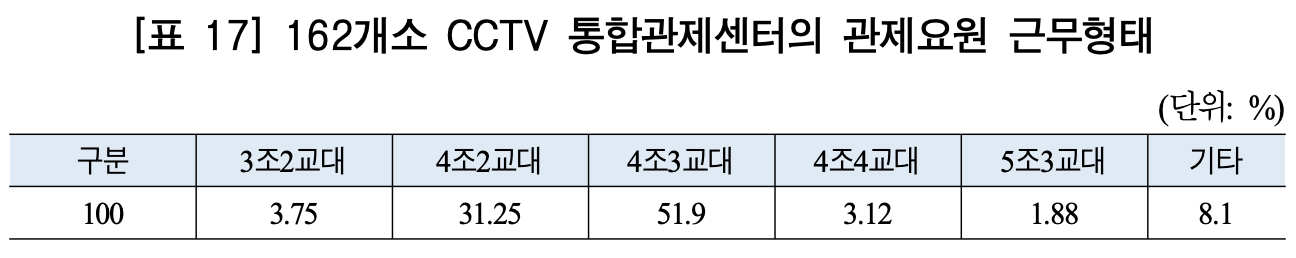 [표 17] 162개소 CCTV 통합관제센터의 관제요원 근무형태
(단위: %)
구분 3조2교대 4조2교대 4조3교대 4조4교대 5조3교대 기타
100 3.75 31.25 51.9 3.12 1.88 8.1